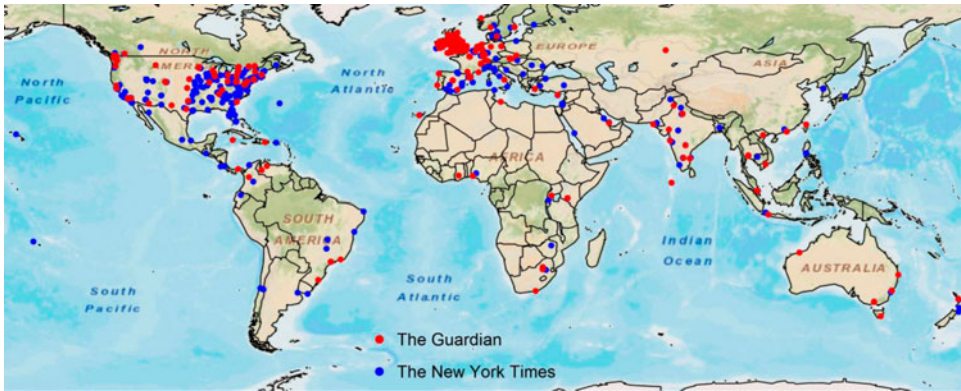 NORTH
AMERICA
North
Pacific
North
Atlantic
EUROPE
ASIA
AFRICA
SOUTH
AMERICA
Indian
Ocean
AUSTRALIA
South
Pacific
South
Atlantic
The Guardian
The New York Times